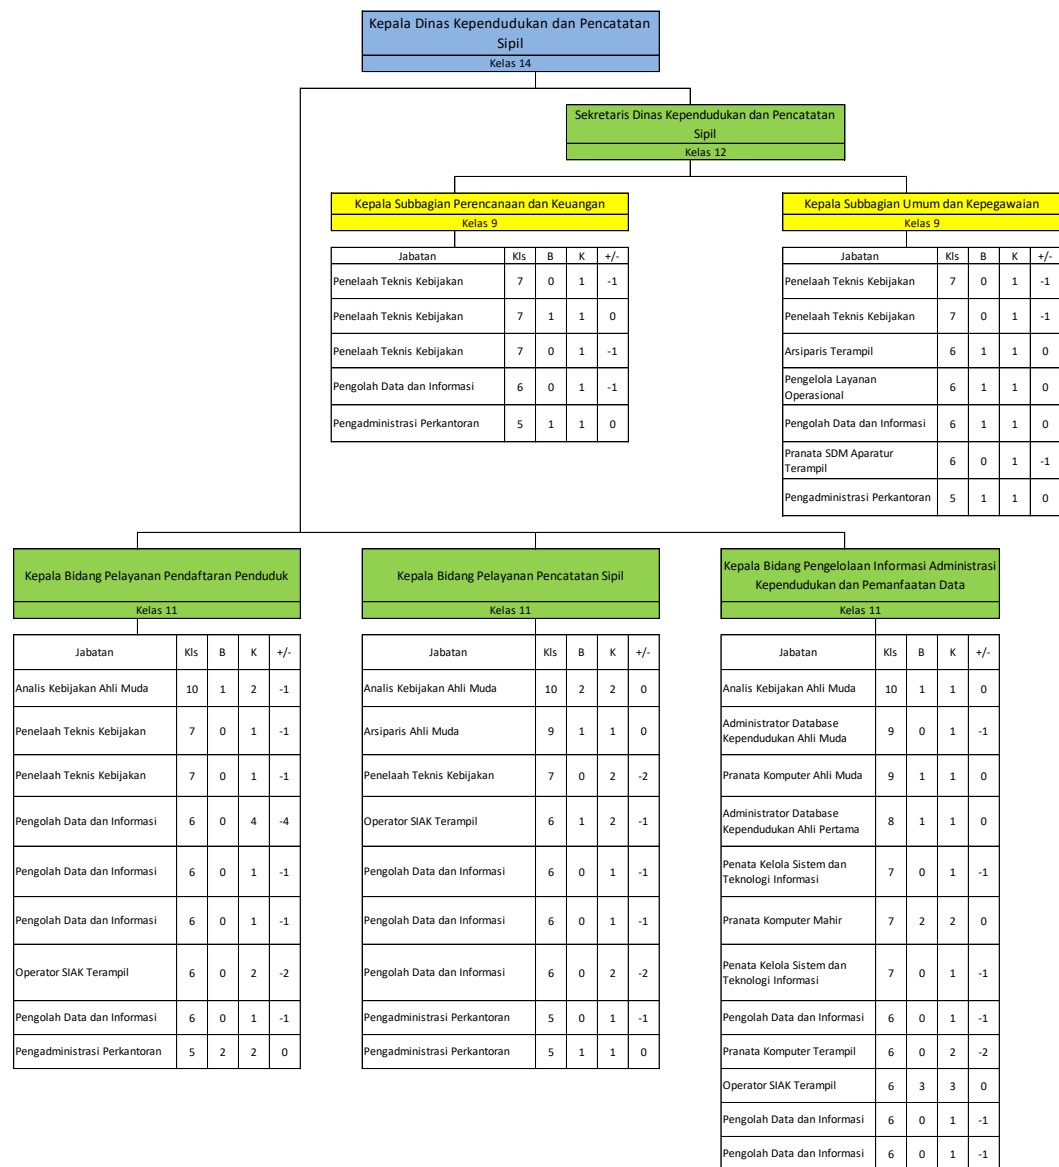 Kepala Dinas Kependudukan dan Pencatatan
Sipil
Kelas 14
Sekretaris Dinas Kependudukan dan Pencatatan
Sipil
Kelas 12
Kepala Subbagian Perencanaan dan Keuangan
Kelas 9
Jabatan Kls B K +/-
Penelaah Teknis Kebijakan 7 0 1 -1
Penelaah Teknis Kebijakan 7 1 1 0
Penelaah Teknis Kebijakan 7 0 1 -1
Pengolah Data dan Informasi 6 0 1 -1
Pengadministrasi Perkantoran 5 1 1 0
Kepala Subbagian Umum dan Kepegawaian
Kelas 9
Jabatan Kls B K +/-
Penelaah Teknis Kebijakan 7 0 1 -1
Penelaah Teknis Kebijakan 7 0 1 -1
Arsiparis Terampil 6 1 1 0
Pengelola Layanan
Operasional 6 1 1 0
Pengolah Data dan Informasi 6 1 1 0
Pranata SDM Aparatur
Terampil 6 0 1 -1
Pengadministrasi Perkantoran 5 1 1 0
Kepala Bidang Pelayanan Pendaftaran Penduduk
Kelas 11
Jabatan Kls B K +/-
Analis Kebijakan Ahli Muda 10 1 2 -1
Penelaah Teknis Kebijakan 7 0 1 -1
Penelaah Teknis Kebijakan 7 0 1 -1
Pengolah Data dan Informasi 6 0 4 -4
Pengolah Data dan Informasi 6 0 1 -1
Pengolah Data dan Informasi 6 0 1 -1
Operator SIAK Terampil 6 0 2 -2
Pengolah Data dan Informasi 6 0 1 -1
Pengadministrasi Perkantoran 5 2 2 0
Kepala Bidang Pelayanan Pencatatan Sipil
Kelas 11
Jabatan Kls B K +/-
Analis Kebijakan Ahli Muda 10 2 2 0
Arsiparis Ahli Muda 9 1 1 0
Penelaah Teknis Kebijakan 7 0 2 -2
Operator SIAK Terampil 6 1 2 -1
Pengolah Data dan Informasi 6 0 1 -1
Pengolah Data dan Informasi 6 0 1 -1
Pengolah Data dan Informasi 6 0 2 -2
Pengadministrasi Perkantoran 5 0 1 -1
Pengadministrasi Perkantoran 5 1 1 0
Kepala Bidang Pengelolaan Informasi Administrasi
Kependudukan dan Pemanfaatan Data
Kelas 11
Jabatan Kls B K +/-
Analis Kebijakan Ahli Muda 10 1 1 0
Administrator Database
Kependudukan Ahli Muda 9 0 1 -1
Pranata Komputer Ahli Muda 9 1 1 0
Administrator Database
Kependudukan Ahli Pertama 8 1 1 0
Penata Kelola Sistem dan
Teknologi Informasi 7 0 1 -1
Pranata Komputer Mahir 7 2 2 0
Penata Kelola Sistem dan
Teknologi Informasi 7 0 1 -1
Pengolah Data dan Informasi 6 0 1 -1
Pranata Komputer Terampil 6 0 2 -2
Operator SIAK Terampil 6 3 3 0
Pengolah Data dan Informasi 6 0 1 -1
Pengolah Data dan Informasi 6 0 1 -1